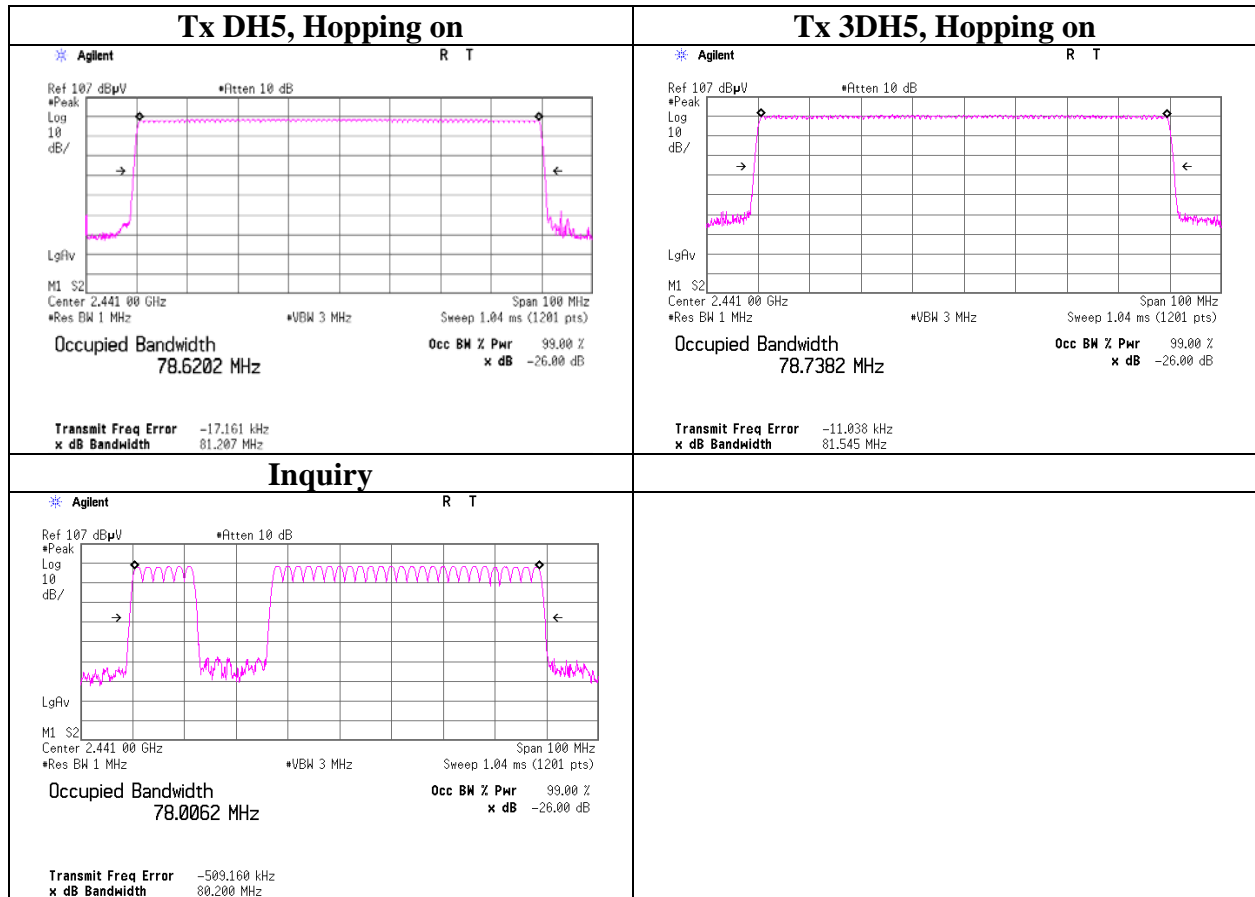 Tx DH5, Hopping on
Agilent R T
Ref 107 dBµV #Atten 10 dB
#Peak
Log
10
dB/
LgAv
M1 S2
Center 2.441 00 GHz Span 100 MHz
#Res BW 1 MHz #VBW 3 MHz Sweep 1.04 ms (1201 pts)
Occupied Bandwidth Occ BW % Pwr 99.00 %
78.6202 MHz x dB -26.00 dB
Transmit Freq Error -17.161 kHz
x dB Bandwidth 81.207 MHz
Tx 3DH5, Hopping on
Agilent R T
Ref 107 dBµV #Atten 10 dB
#Peak
Log
10
dB/
LgAv
M1 S2
Center 2.441 00 GHz Span 100 MHz
#Res BW 1 MHz #VBW 3 MHz Sweep 1.04 ms (1201 pts)
Occupied Bandwidth Occ BW % Pwr 99.00 %
78.7382 MHz x dB -26.00 dB
Transmit Freq Error -11.038 kHz
x dB Bandwidth 81.545 MHz
Inquiry
Agilent R T
Ref 107 dBµV #Atten 10 dB
#Peak
Log
10
dB/
LgAv
M1 S2
Center 2.441 00 GHz Span 100 MHz
#Res BW 1 MHz #VBW 3 MHz Sweep 1.04 ms (1201 pts)
Occupied Bandwidth Occ BW % Pwr 99.00 %
78.0062 MHz x dB -26.00 dB
Transmit Freq Error -509.160 kHz
x dB Bandwidth 80.200 MHz